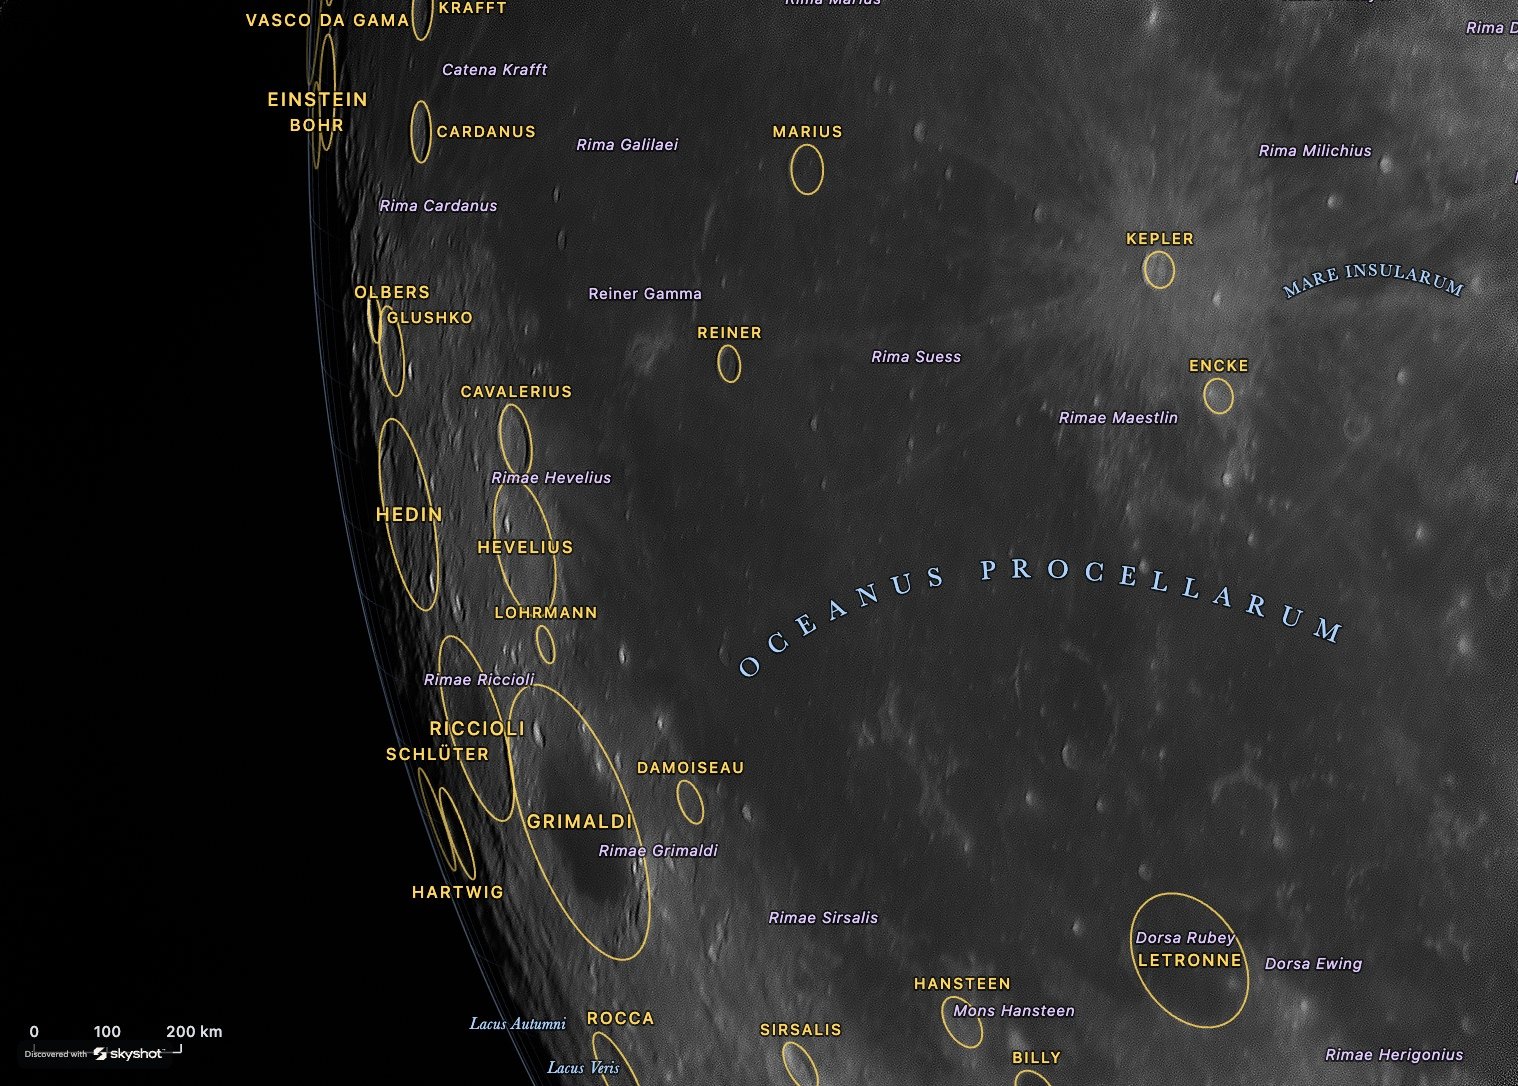 Rima Marius
KRAFFT
VASCO DA GAMA
Rima D
Catena Krafft
EINSTEIN
BOHR
CARDANUS
MARIUS
Rima Galilaei
Rima Milichius
Rima Cardanus
KEPLER
MARE INSULARUM
OLBERS
Reiner Gamma
GLUSHKO
REINER
Rima Suess
ENCKE
CAVALERIUS
Rimae Maestlin
Rimae Hevelius
HEDIN
HEVELIUS
OCEANUS PROCELLARUM
LOHRMANN
Rimae Riccioli
RICCIOLI
SCHLÜTER
DAMOISEAU
GRIMALDI
Rimae Grimaldi
HARTWIG
Rimae Sirsalis
Dorsa Rubey
LETRONNE
Dorsa Ewing
HANSTEEN
Mons Hansteen
Lacus Autumni
ROCCA
SIRSALIS
0 100 200 km
Discovered with skyshot
Lacus Veris
BILLY
Rimae Herigonius